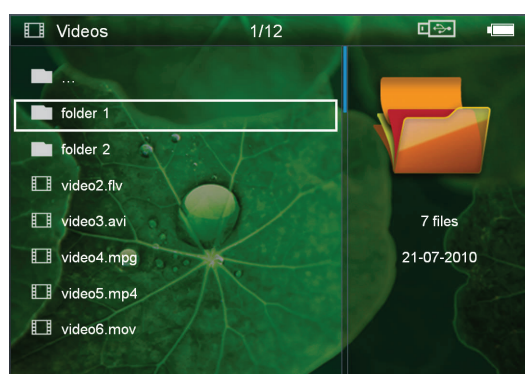 Videos 1/12
...
folder 1
folder 2
video2.flv
video3.avi
video4.mpg
video5.mp4
video6.mov
7 files
21-07-2010